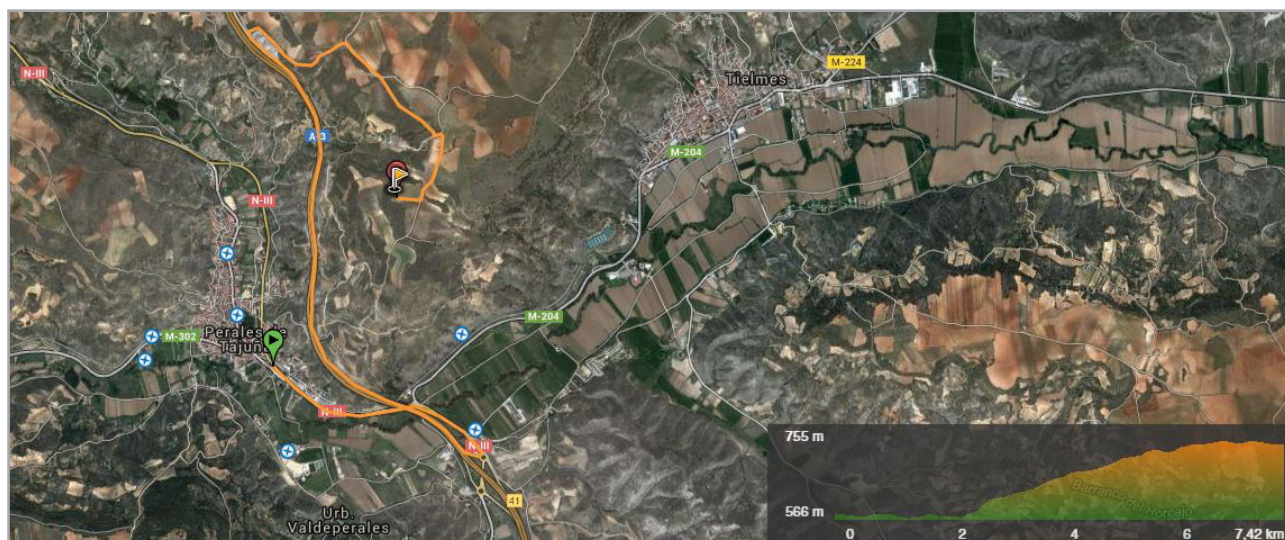 N-III
Tielmes
M-224
A-3
M-204
N-III
M-204
M-302
Perales de
Tajuña
N-III
N-III
41
Urb.
Valdeperales
755 m
566 m
Barranco del Horcajo
0 2 4 6 7,42 km